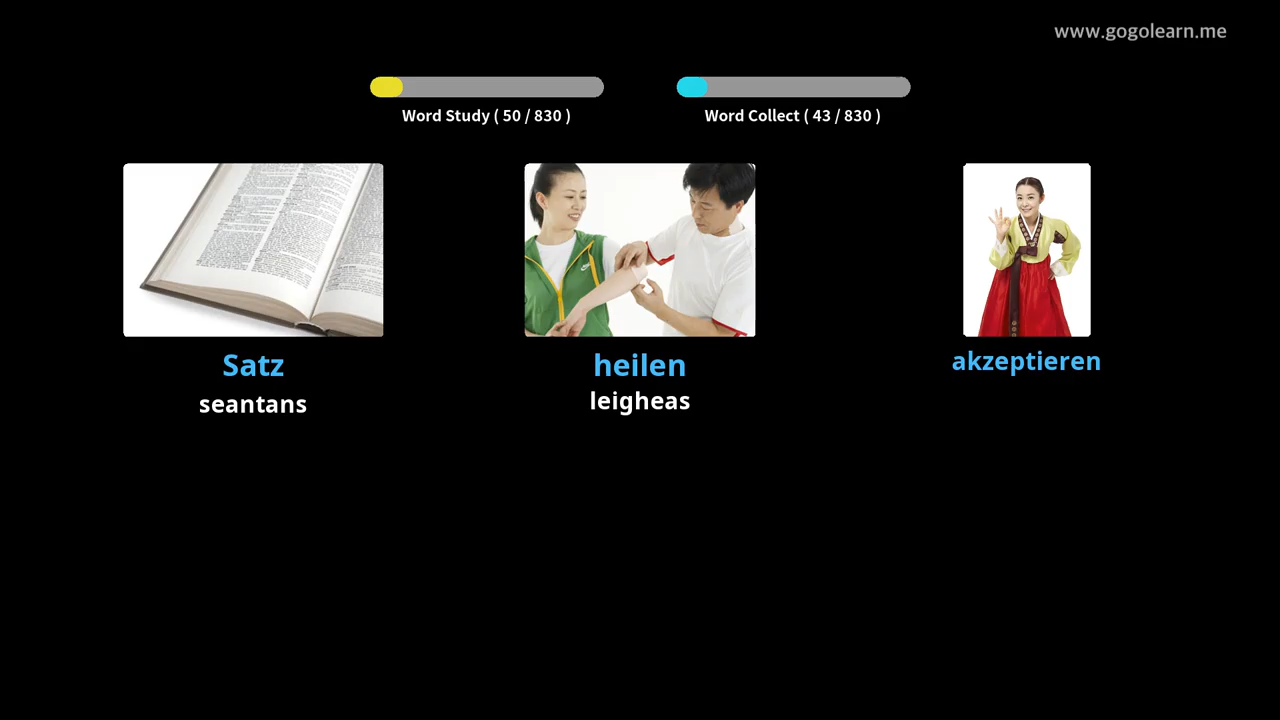 www.gogolearn.me
Word Study ( 50 / 830 )
Word Collect ( 43 / 830 )
Satz
heilen
akzeptieren
seantans
leigheas